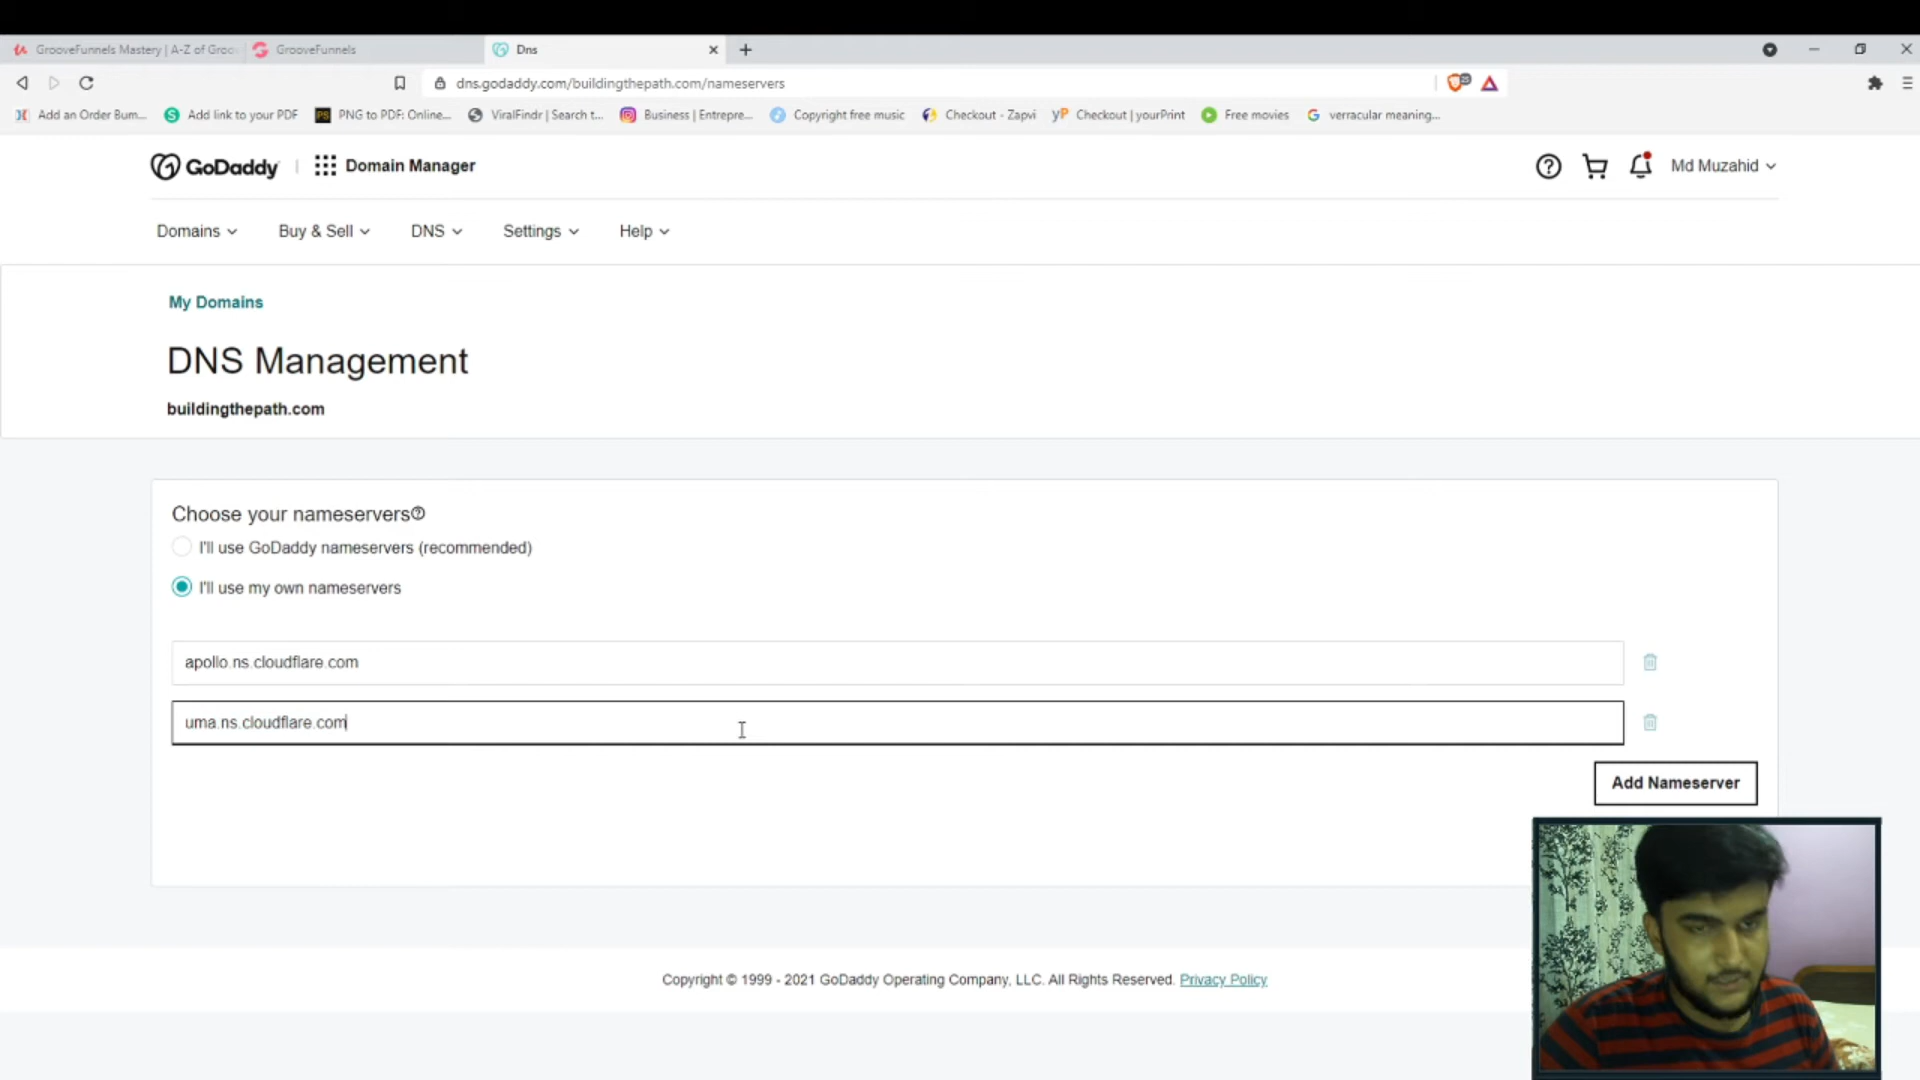 GrooveFunnels Mastery | A-Z of Groo
GrooveFunnels
Dns
dns.godaddy.com/buildingthepath.com/nameservers
Add an Order Bum...
Add link to your PDF
PNG to PDF: Online...
ViralFindr | Search t...
Business | Entrepre...
Copyright free music
Checkout - Zapvi
yP Checkout | yourPrint
Free movies
verracular meaning...
GoDaddy
Domain Manager
Md Muzahid
Domains
Buy & Sell
DNS
Settings
Help
My Domains
DNS Management
buildingthepath.com
Choose your nameservers
I'll use GoDaddy nameservers (recommended)
I'll use my own nameservers
apollo.ns.cloudflare.com
uma.ns.cloudflare.com
Add Nameserver
Copyright © 1999 - 2021 GoDaddy Operating Company, LLC. All Rights Reserved. Privacy Policy